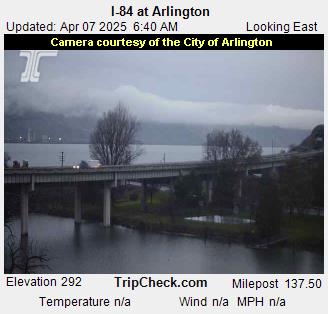 I-84 at Arlington
Updated: Apr 07 2025 6:40 AM Looking East
Camera courtesy of the City of Arlington
Elevation 292 TripCheck.com Milepost 137.50
Temperature n/a Wind n/a MPH n/a